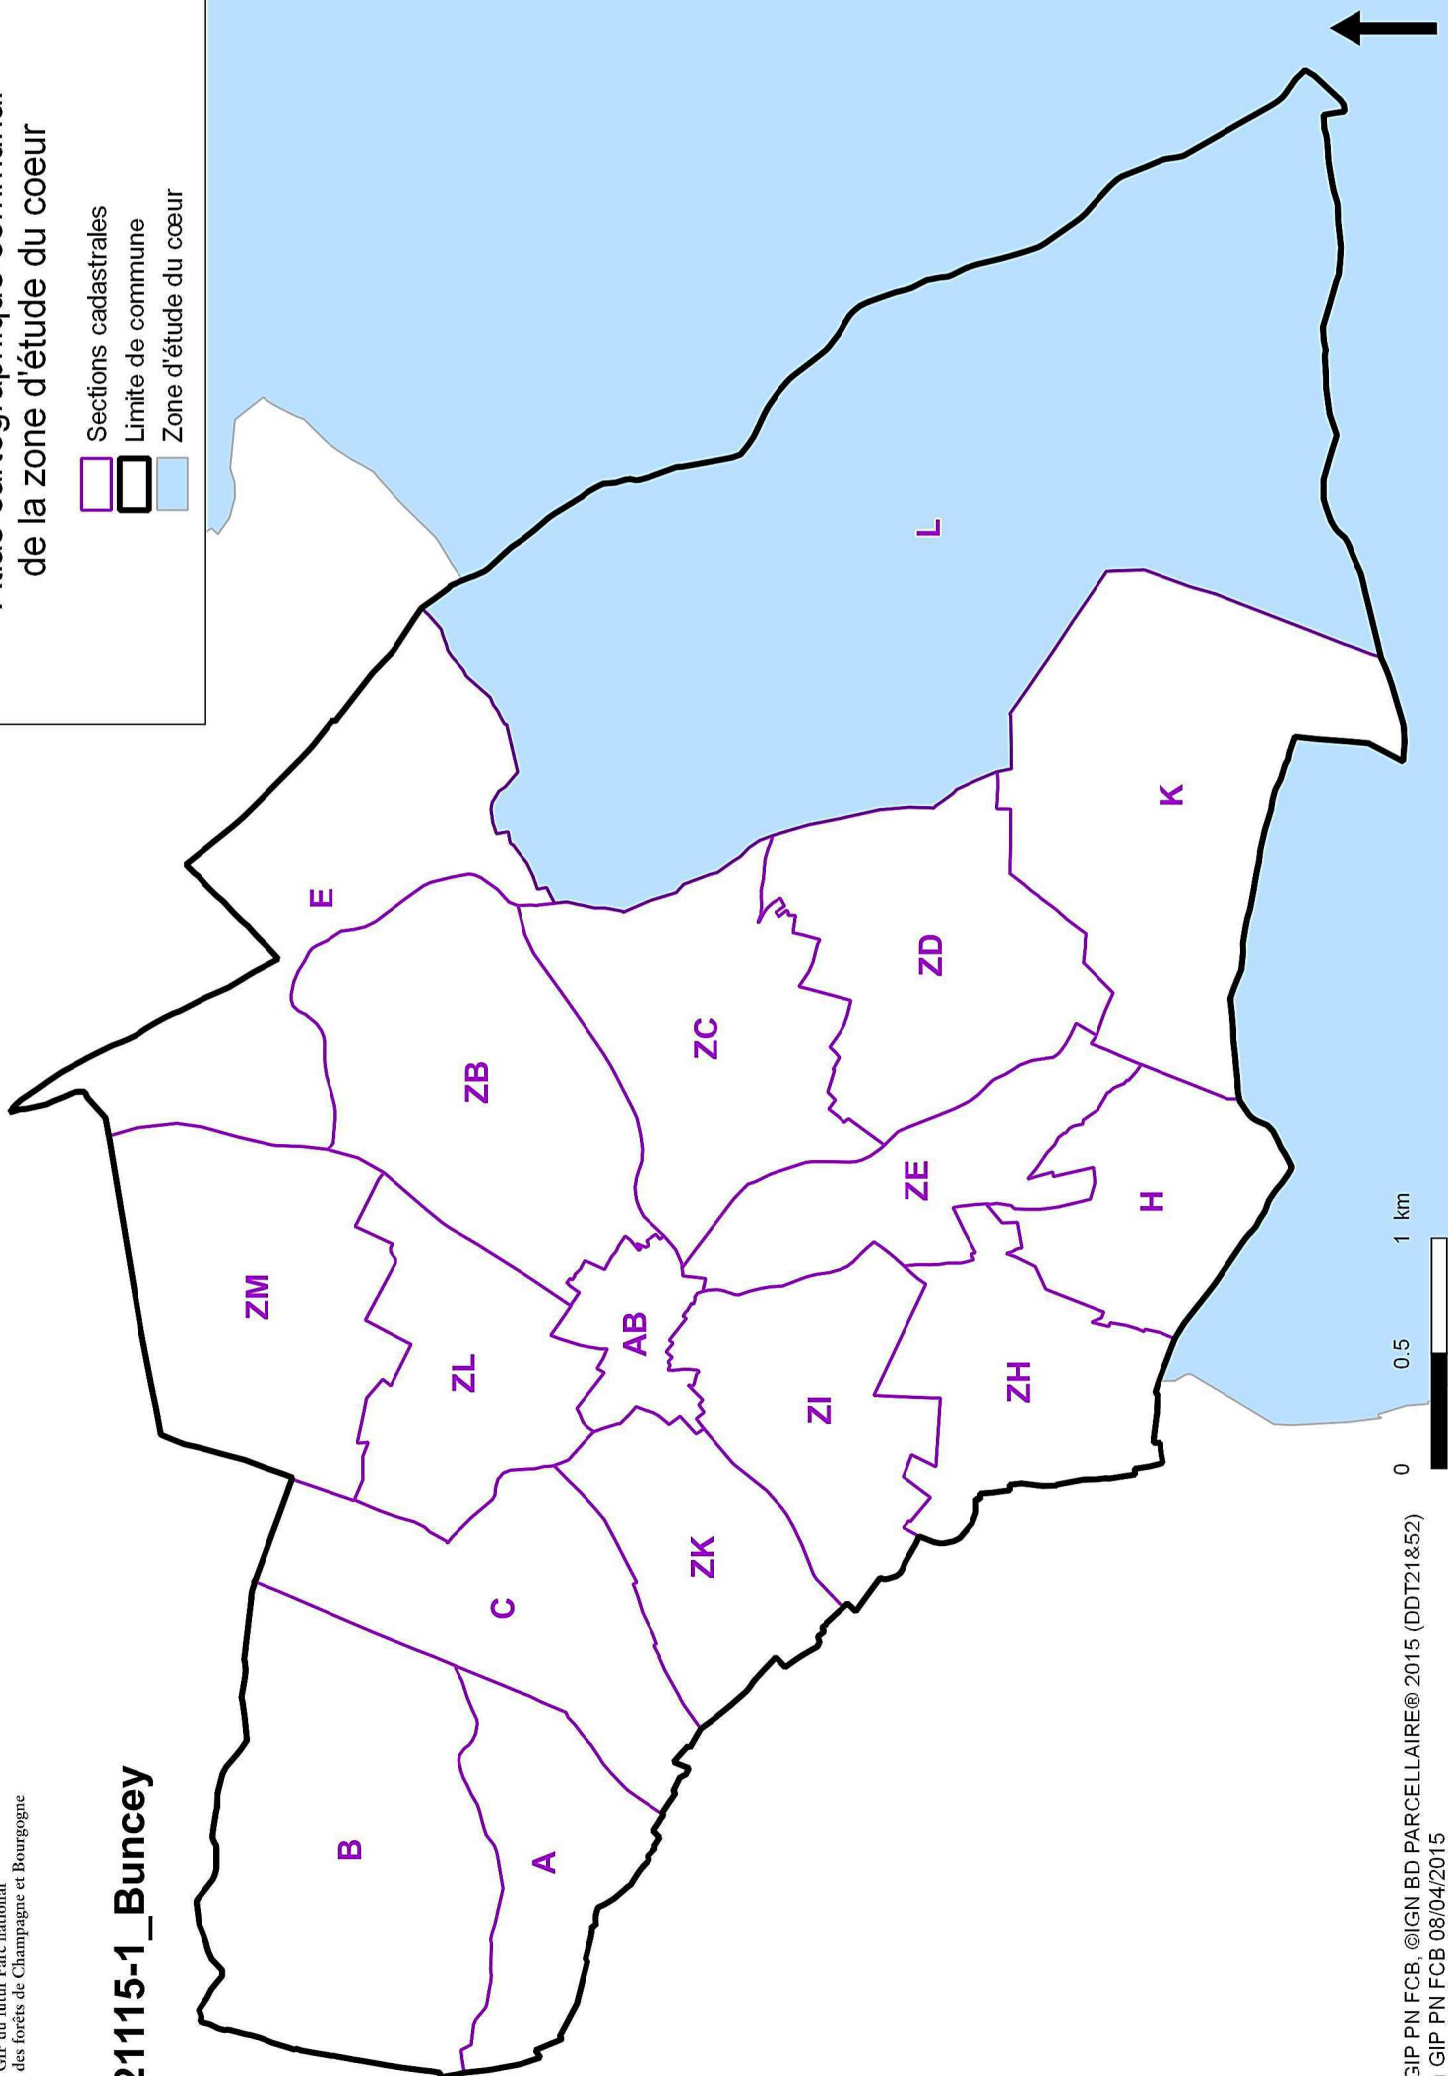 des forêts de Champagne et Bourgogne
21115-1_Buncey
de la zone d'étude du coeur
Sections cadastrales
Limite de commune
Zone d'étude du cœur
B
A
C
ZM
ZL
ZK
AB
ZI
ZH
E
ZB
ZC
ZE
H
ZD
K
L
0 0.5 1 km
GIP PN FCB, ©IGN BD PARCELLAIRE® 2015 (DDT21&52)
GIP PN FCB 08/04/2015